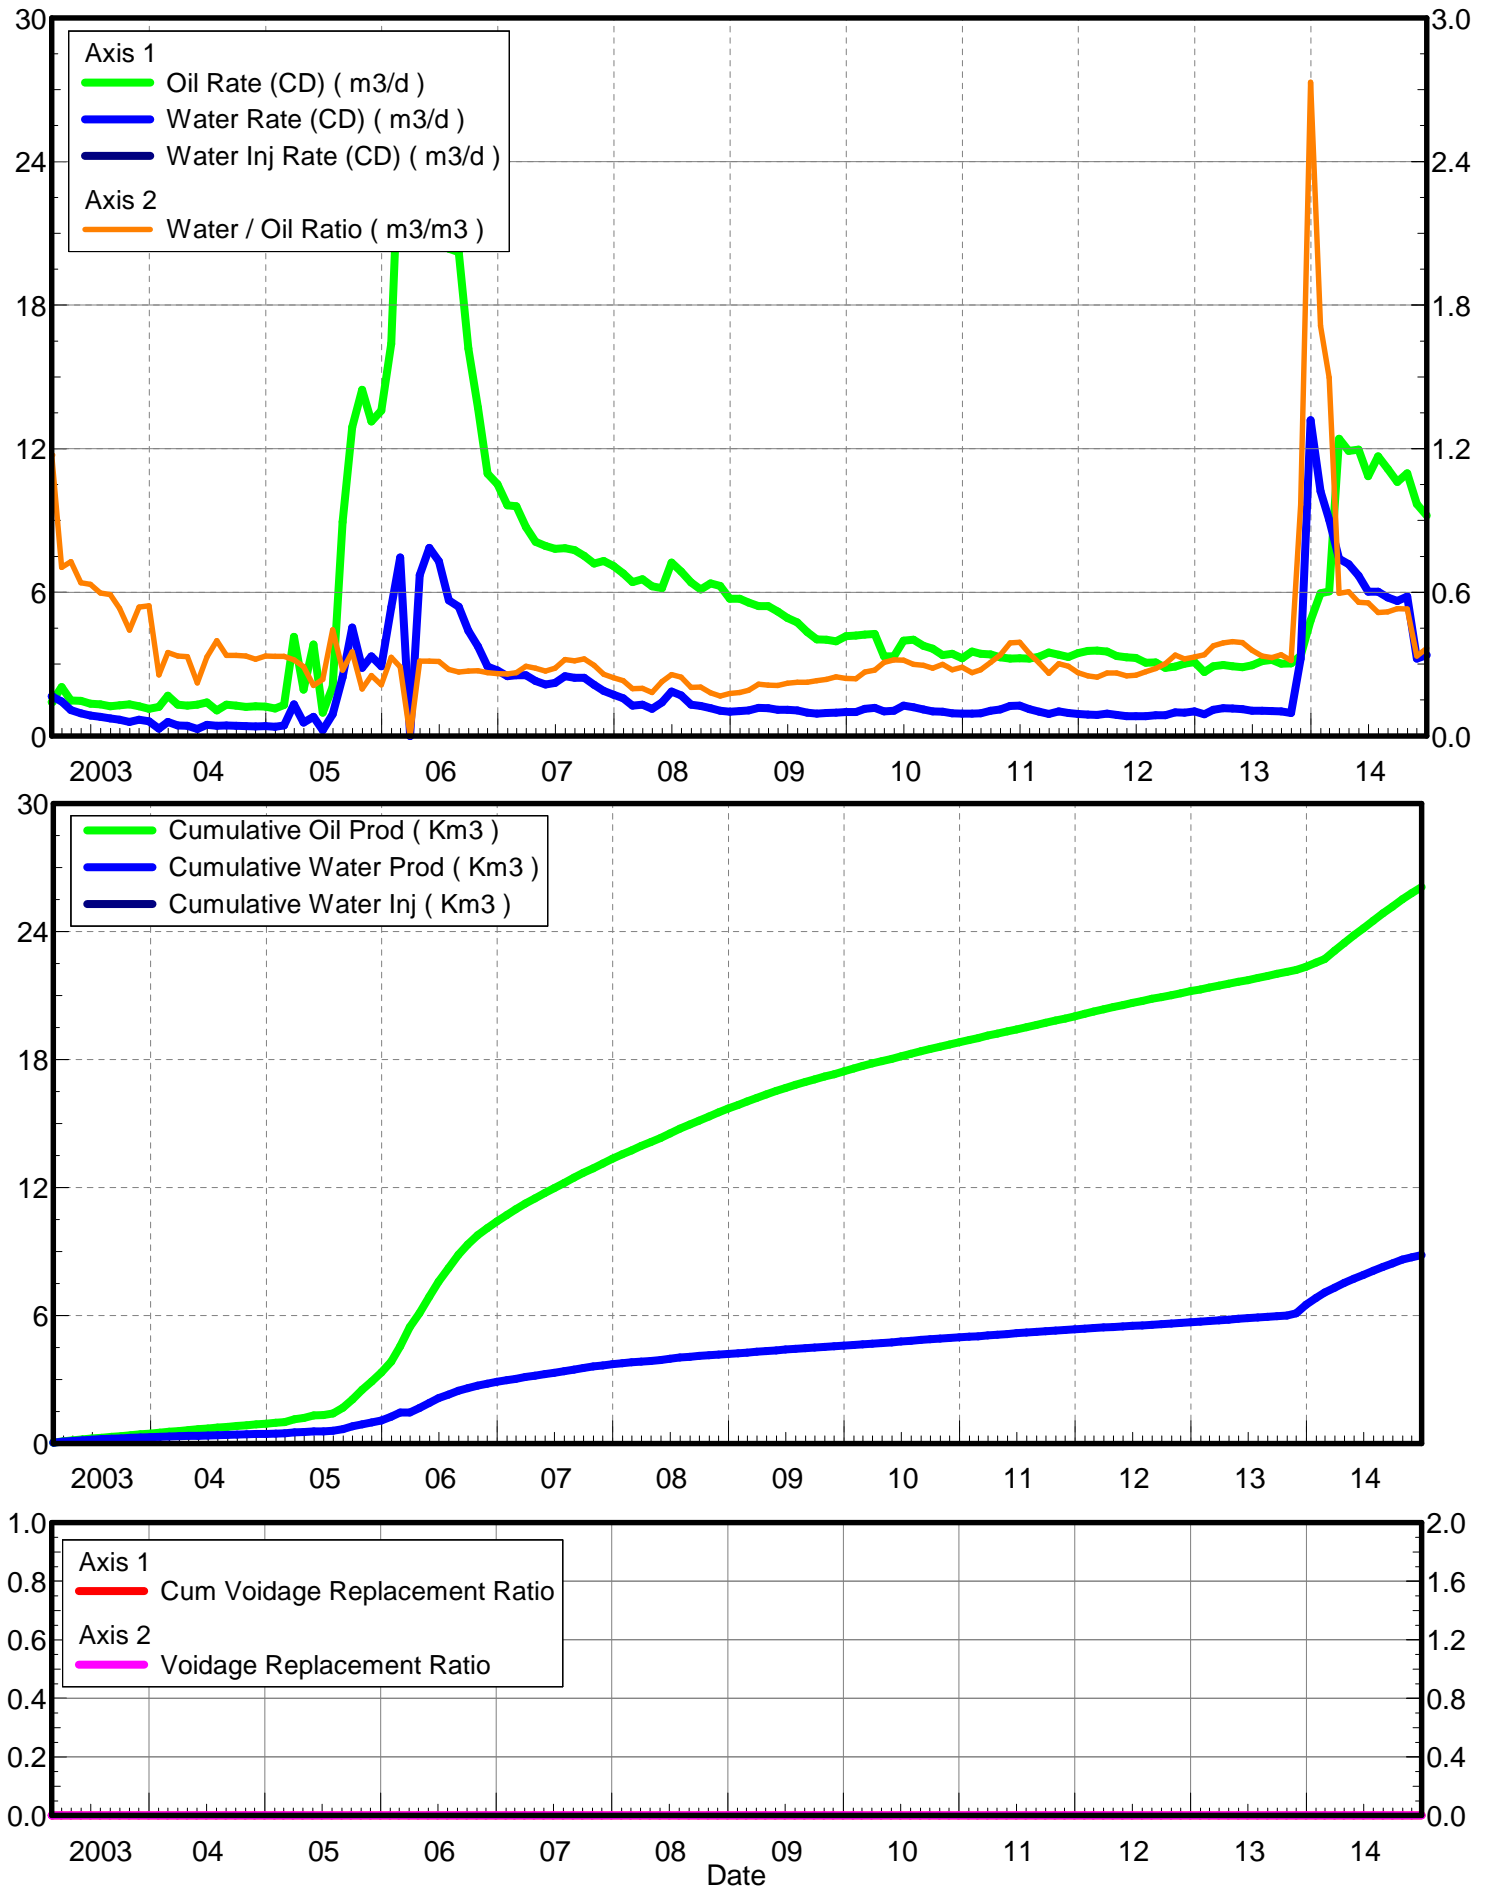 30 3.0
Axis 1
Oil Rate (CD) ( m3/d )
Water Rate (CD) ( m3/d )
24 2.4
Water Inj Rate (CD) ( m3/d )
Axis 2
Water / Oil Ratio ( m3/m3 )
18 1.8
12 1.2
6 0.6
0 0.0
2003 04 05 06 07 08 09 10 11 12 13 14
30
Cumulative Oil Prod ( Km3 )
Cumulative Water Prod ( Km3 )
Cumulative Water Inj ( Km3 )
24
18
12
6
0
2003 04 05 06 07 08 09 10 11 12 13 14
1.0 2.0
Axis 1
0.8 Cum Voidage Replacement Ratio 1.6
Axis 2
0.6 1.2
Voidage Replacement Ratio
0.4 0.8
0.2 0.4
0.0 0.0
2003 04 05 06 07 08 09 10 11 12 13 14
Date